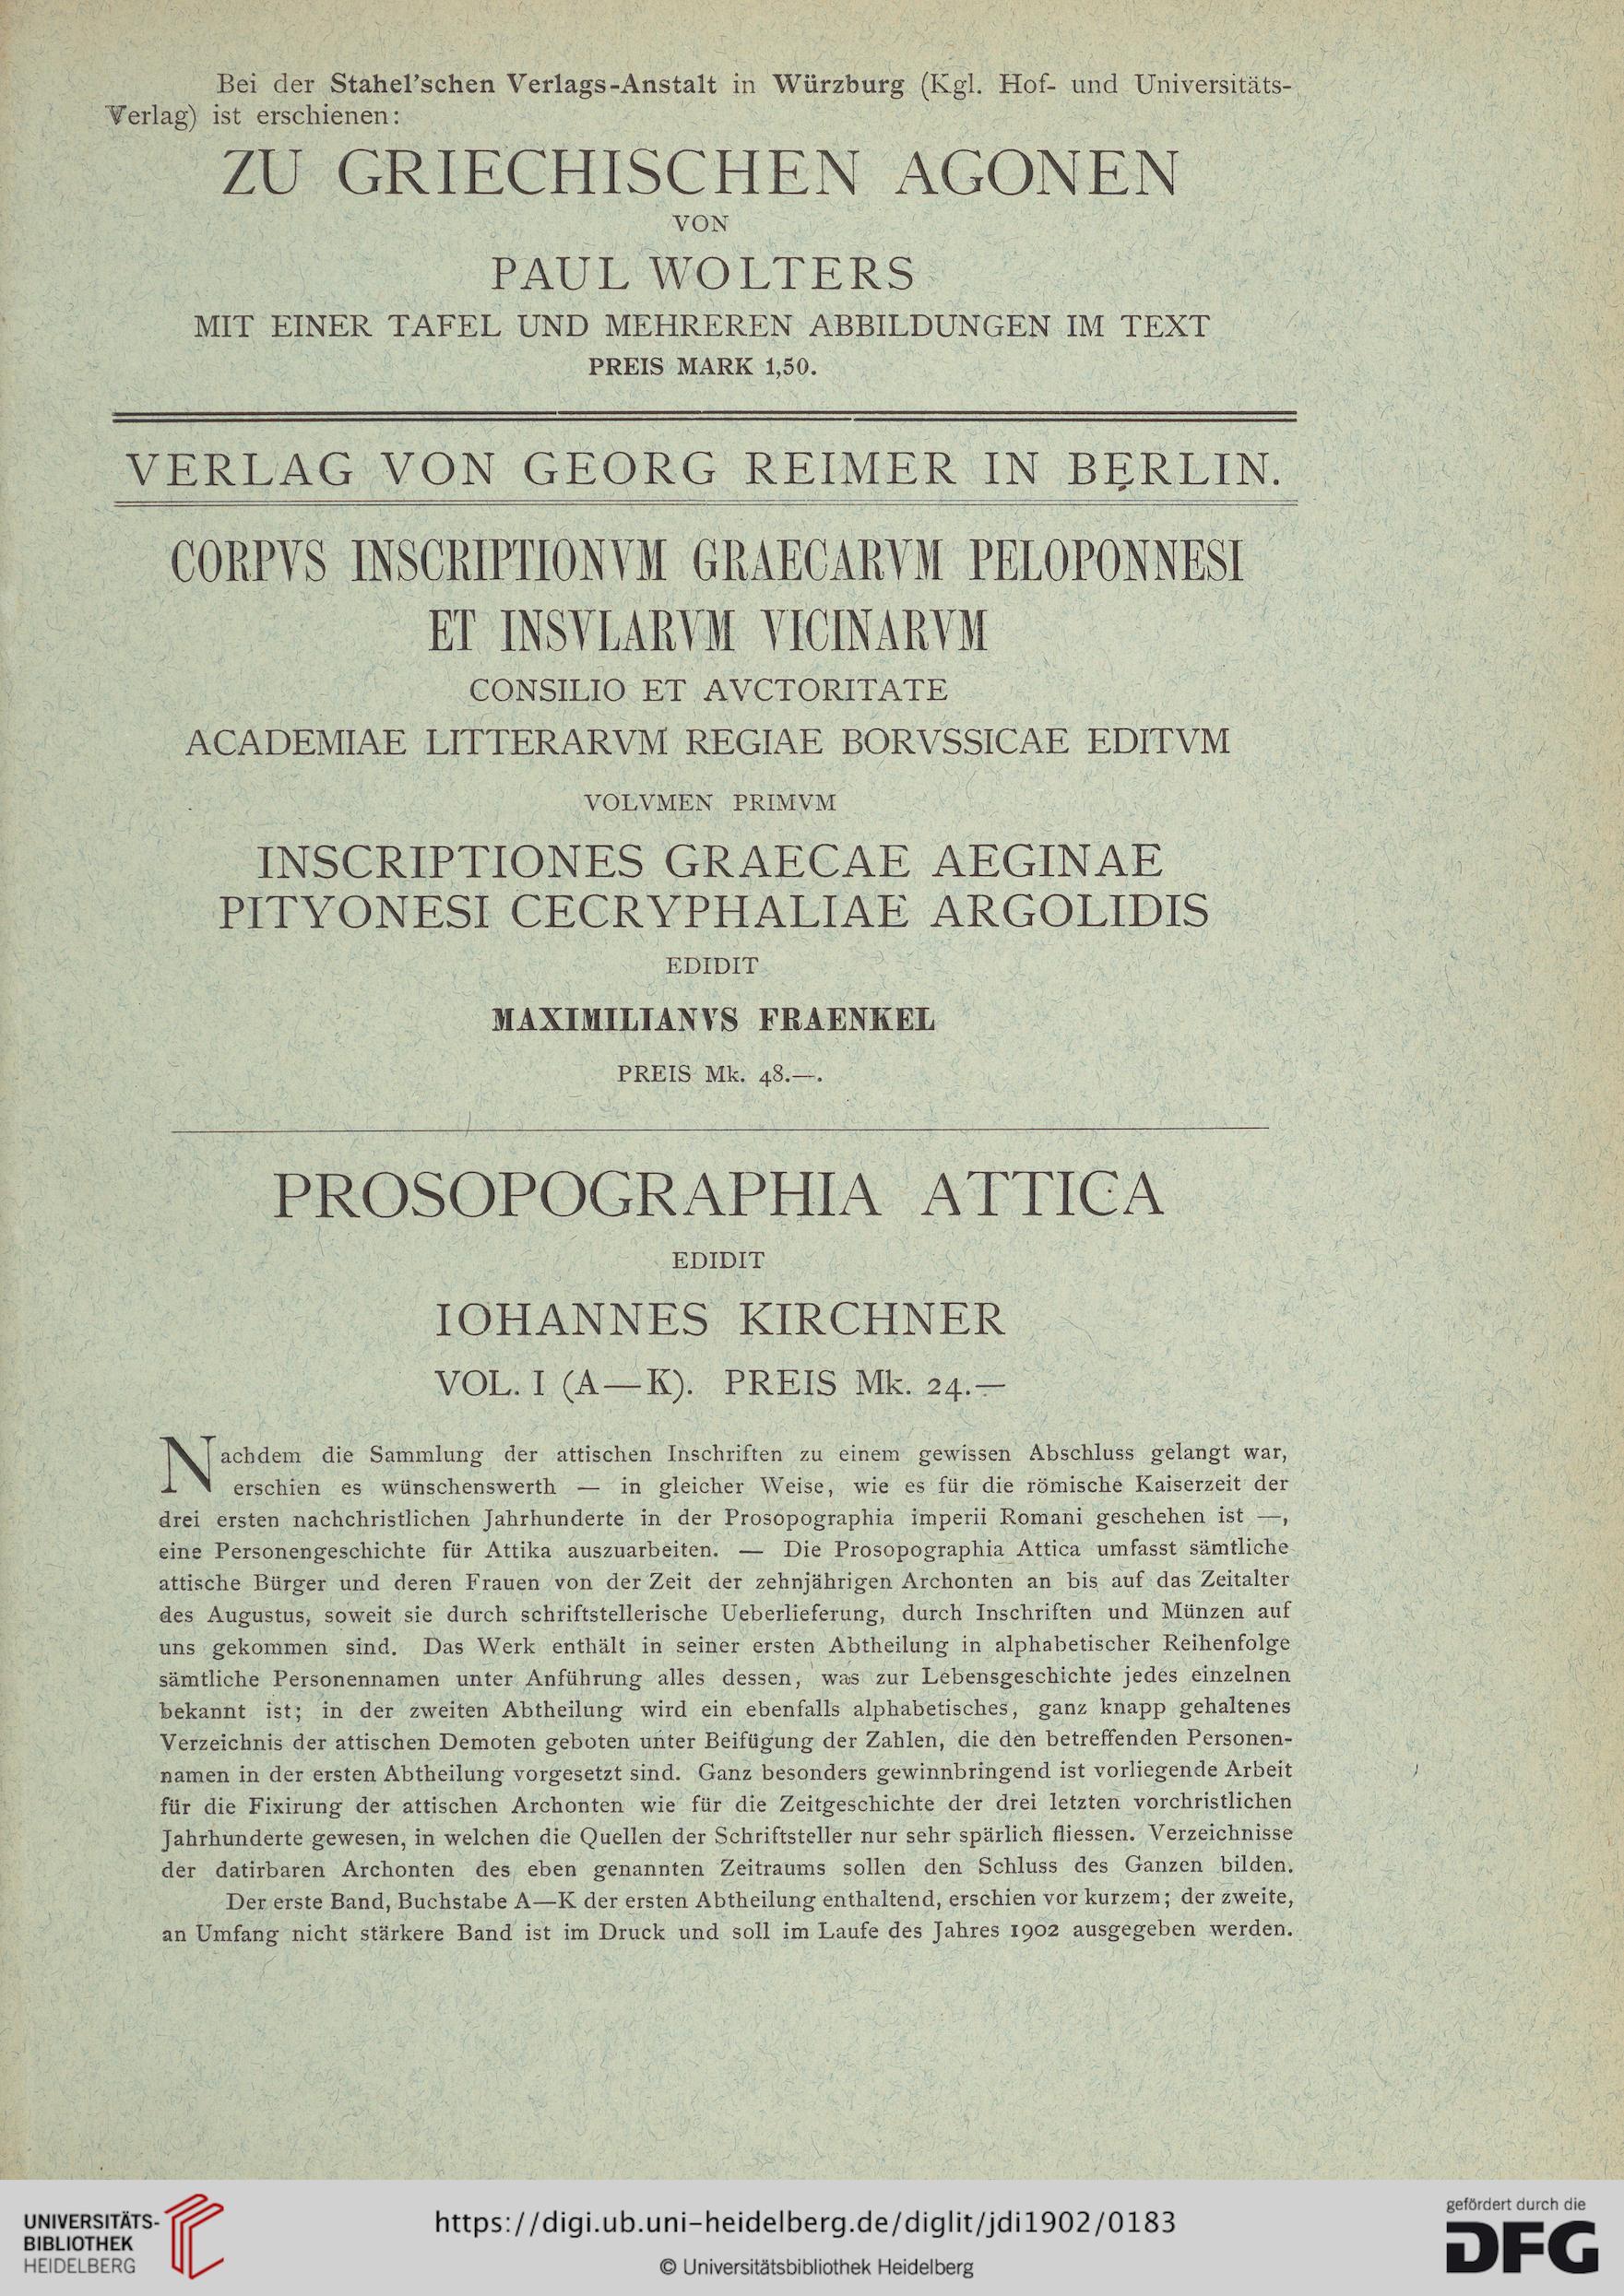 Bei der Stahel'schen Verlags-Anstalt in Würzburg (Kgl. Hof- und Universitäts-
Verlag) ist erschienen:
ZU GRIECHISCHEN AGONEN
VON
PAUL WOLTERS
MIT EINER TAFEL UND MEHREREN ABBILDUNGEN IM TEXT
PREIS MARK 1,50.
VERLAG VON GEORG REIMER IN BERLIN.
CORPVS INSCRIPTIONVM GRAECARVM PELOPONNESI
ET INSVLARVM VICINARVM
CONSILIO ET AVCTORITATE
ACADEMIAE LITTERARVM REGIAE BORVSSICAE EDITVM
VOLVMEN PRIMVM
INSCRIPTIONES GRAECAE AEGINAE
PITYONESI CECRYPHALIAE ARGOLIDIS
EDIDIT
MAXIMILIANVS FRAENKEL
PREIS Mk. 48.—.
PROSOPOGRAPHIA ATTICA
EDIDIT
IOHANNES KIRCHNER
VOL. I (A—K). PREIS Mk. 24.—
Nachdem die Sammlung der attischen Inschriften zu einem gewissen Abschluss gelangt war,
erschien es wünschenswerth — in gleicher Weise, wie es für die römische Kaiserzeit der
drei ersten nachchristlichen Jahrhunderte in der Prosopographia imperii Romani geschehen ist —,
eine Personengeschichte für Attika auszuarbeiten. — Die Prosopographia Attica umfasst sämtliche
attische Bürger und deren Frauen von der Zeit der zehnjährigen Archonten an bis auf das Zeitalter
des Augustus, soweit sie durch schriftstellerische Ueberlieferung, durch Inschriften und Münzen auf
uns gekommen sind. Das Werk enthält in seiner ersten Abtheilung in alphabetischer Reihenfolge
sämtliche Personennamen unter Anführung alles dessen, was zur Lebensgeschichte jedes einzelnen
bekannt ist; in der zweiten Abtheilung wird ein ebenfalls alphabetisches, ganz knapp gehaltenes
Verzeichnis der attischen Demoten geboten unter Beifügung der Zahlen, die den betreffenden Personen-
namen in der ersten Abtheilung vorgesetzt sind. Ganz besonders gewinnbringend ist vorliegende Arbeit
für die Fixirung der attischen Archonten wie für die Zeitgeschichte der drei letzten vorchristlichen
Jahrhunderte gewesen, in welchen die Quellen der Schriftsteller nur sehr spärlich fliessen. Verzeichnisse
der datirbaren Archonten des eben genannten Zeitraums sollen den Schluss des Ganzen bilden.
Der erste Band, Buchstabe A—K der ersten Abtheilung enthaltend, erschien vor kurzem; der zweite,
an Umfang nicht stärkere Band ist im Druck und soll im Laufe des Jahres 1902 ausgegeben werden.
UNIVERSITÄTS-
BIBLIOTHEK
HEIDELBERG
https://digi.ub.uni-heidelberg.de/diglit/jdi1902/0183
© Universitätsbibliothek Heidelberg
gefördert durch die
DFG